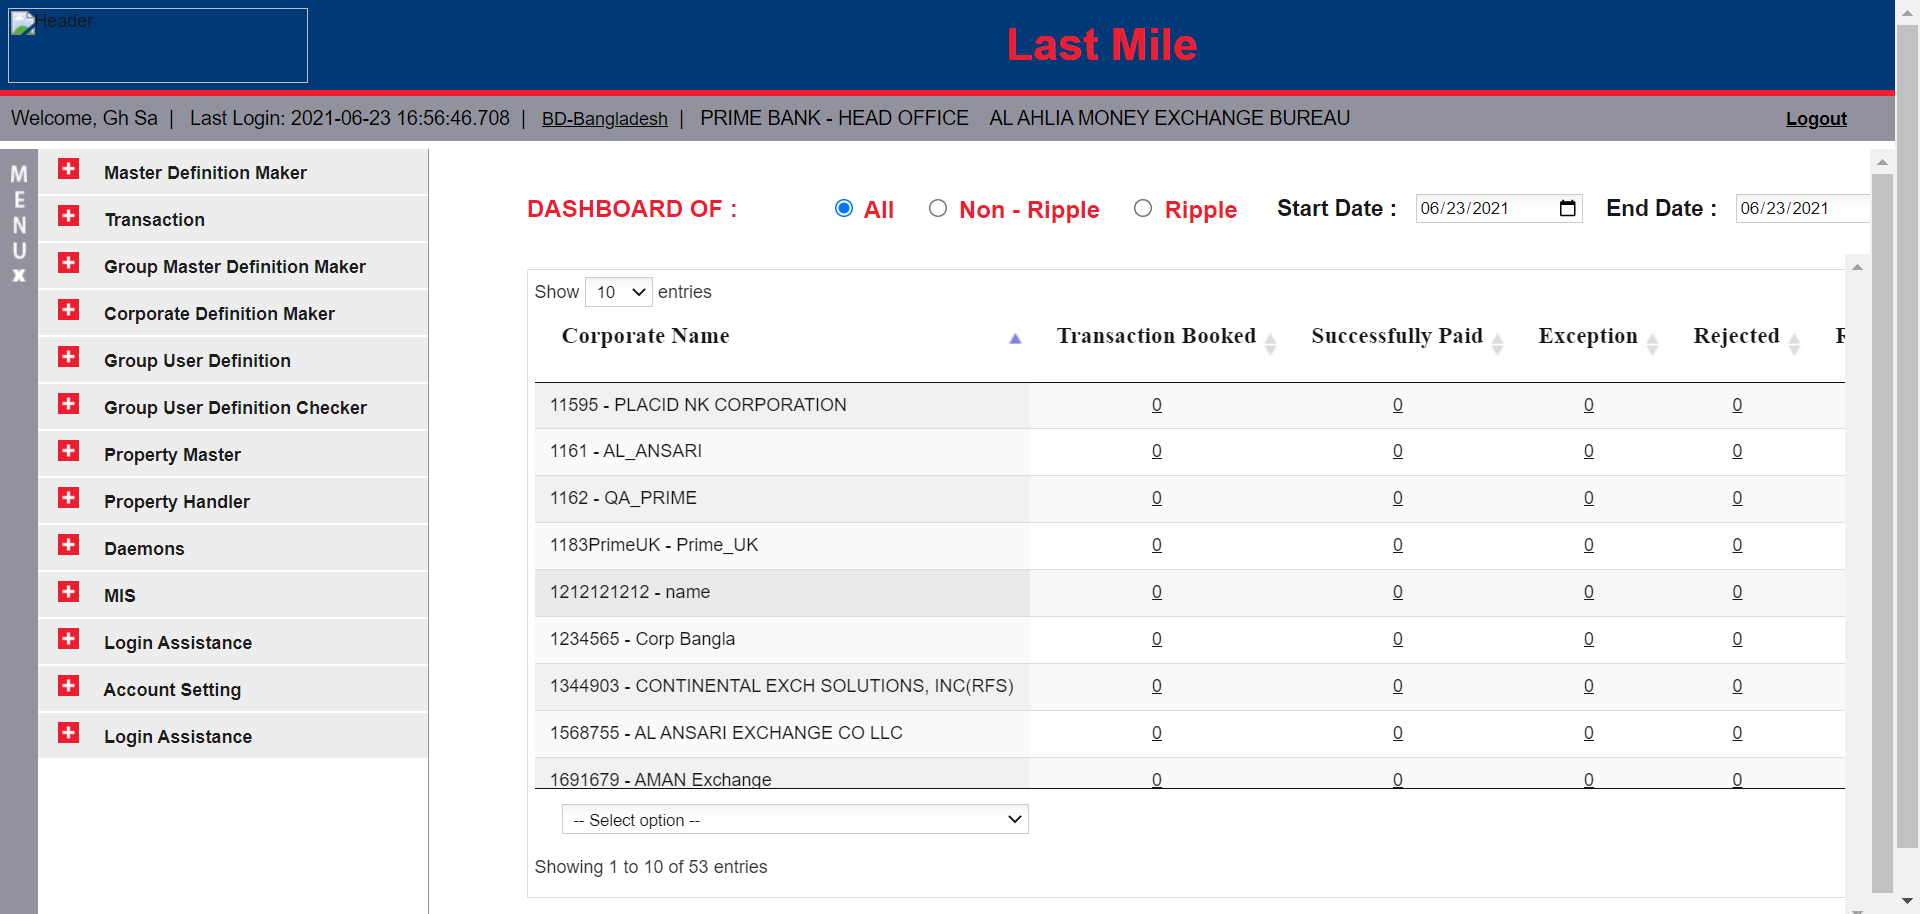 Header
Last Mile
Welcome, Gh Sa | Last Login: 2021-06-23 16:56:46.708 | BD-Bangladesh | PRIME BANK - HEAD OFFICE AL AHLIA MONEY EXCHANGE BUREAU Logout
MENU x
Master Definition Maker
Transaction
Group Master Definition Maker
Corporate Definition Maker
Group User Definition
Group User Definition Checker
Property Master
Property Handler
Daemons
MIS
Login Assistance
Account Setting
Login Assistance
DASHBOARD OF : All Non - Ripple Ripple Start Date : 06/23/2021 End Date : 06/23/2021
Show 10 entries
Corporate Name Transaction Booked Successfully Paid Exception Rejected
11595 - PLACID NK CORPORATION 0 0 0 0
1161 - AL_ANSARI 0 0 0 0
1162 - QA_PRIME 0 0 0 0
1183PrimeUK - Prime_UK 0 0 0 0
1212121212 - name 0 0 0 0
1234565 - Corp Bangla 0 0 0 0
1344903 - CONTINENTAL EXCH SOLUTIONS, INC(RFS) 0 0 0 0
1568755 - AL ANSARI EXCHANGE CO LLC 0 0 0 0
1691679 - AMAN Exchange 0 0 0 0
-- Select option --
Showing 1 to 10 of 53 entries